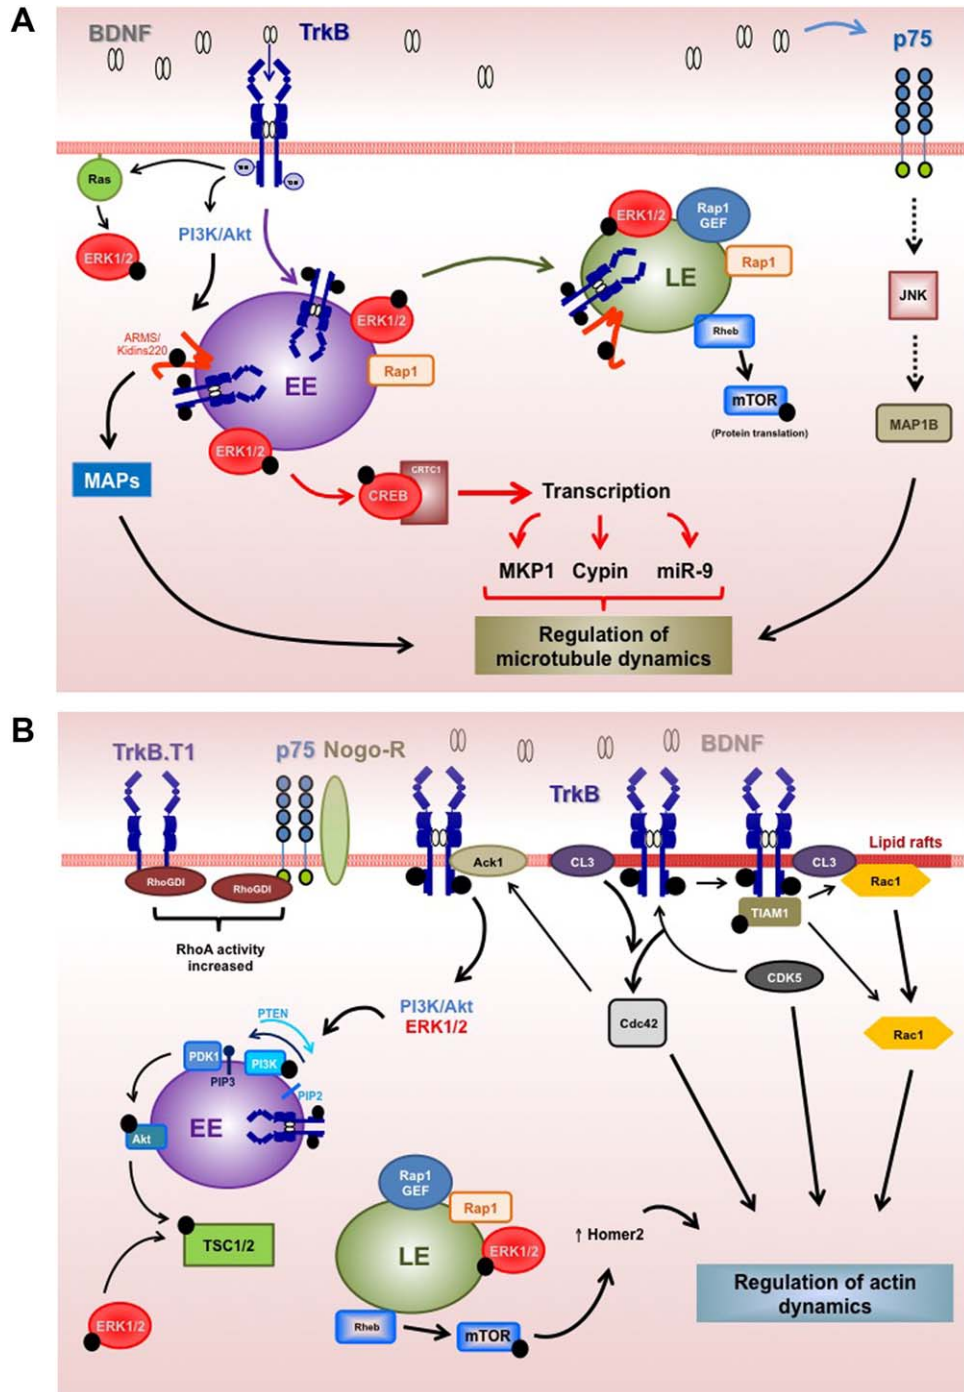 A
BDNF
TrkB
p75
Ras
ERK1/2
PI3K/Akt
ERK1/2
Rap1
GEF
Rap1
LE
Rheb
mTOR
(Protein translation)
JNK
MAP1B
ARMS/
Kidins220
ERK1/2
Rap1
EE
ERK1/2
MAPs
CRTC1
CREB
Transcription
MKP1 Cypin miR-9
Regulation of
microtubule dynamics
B
TrkB.T1
p75 Nogo-R
BDNF
TrkB
Lipid rafts
RhoGDI
RhoGDI
Ack1
CL3
CL3
Rac1
TIAM1
RhoA activity
increased
CDK5
PI3K/Akt
ERK1/2
Cdc42
Rac1
PTEN
PDK1
PI3K
PIP3
PIP2
EE
Akt
TSC1/2
ERK1/2
Rap1
GEF
Rap1
LE
ERK1/2
Rheb
mTOR
↑ Homer2
Regulation of actin
dynamics